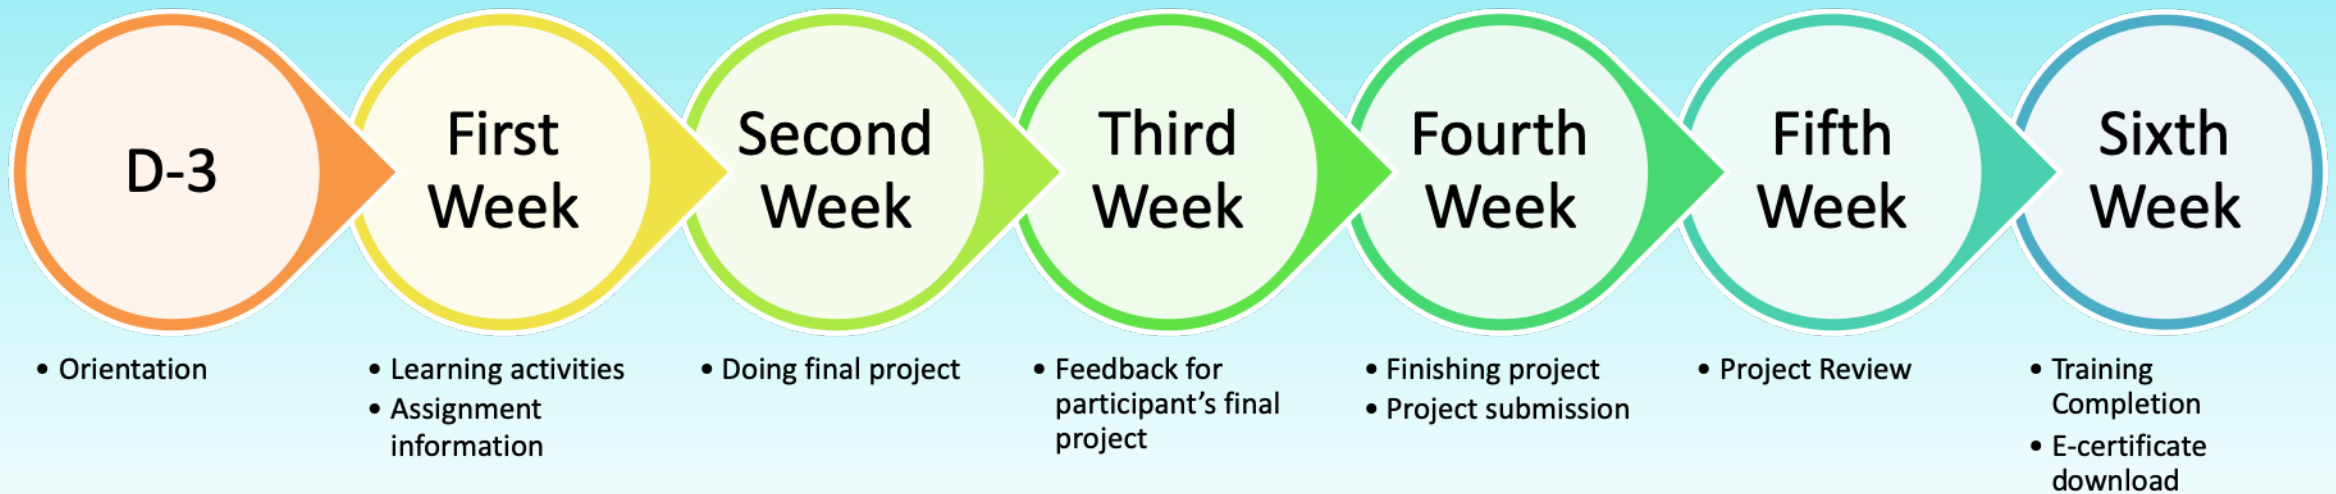 D-3
First
Week
Second
Week
Third
Week
Fourth
Week
Fifth
Week
Sixth
Week
• Orientation
• Learning activities
• Assignment
information
• Doing final project
• Feedback for
participant’s final
project
• Finishing project
• Project submission
• Project Review
• Training
Completion
• E-certificate
download